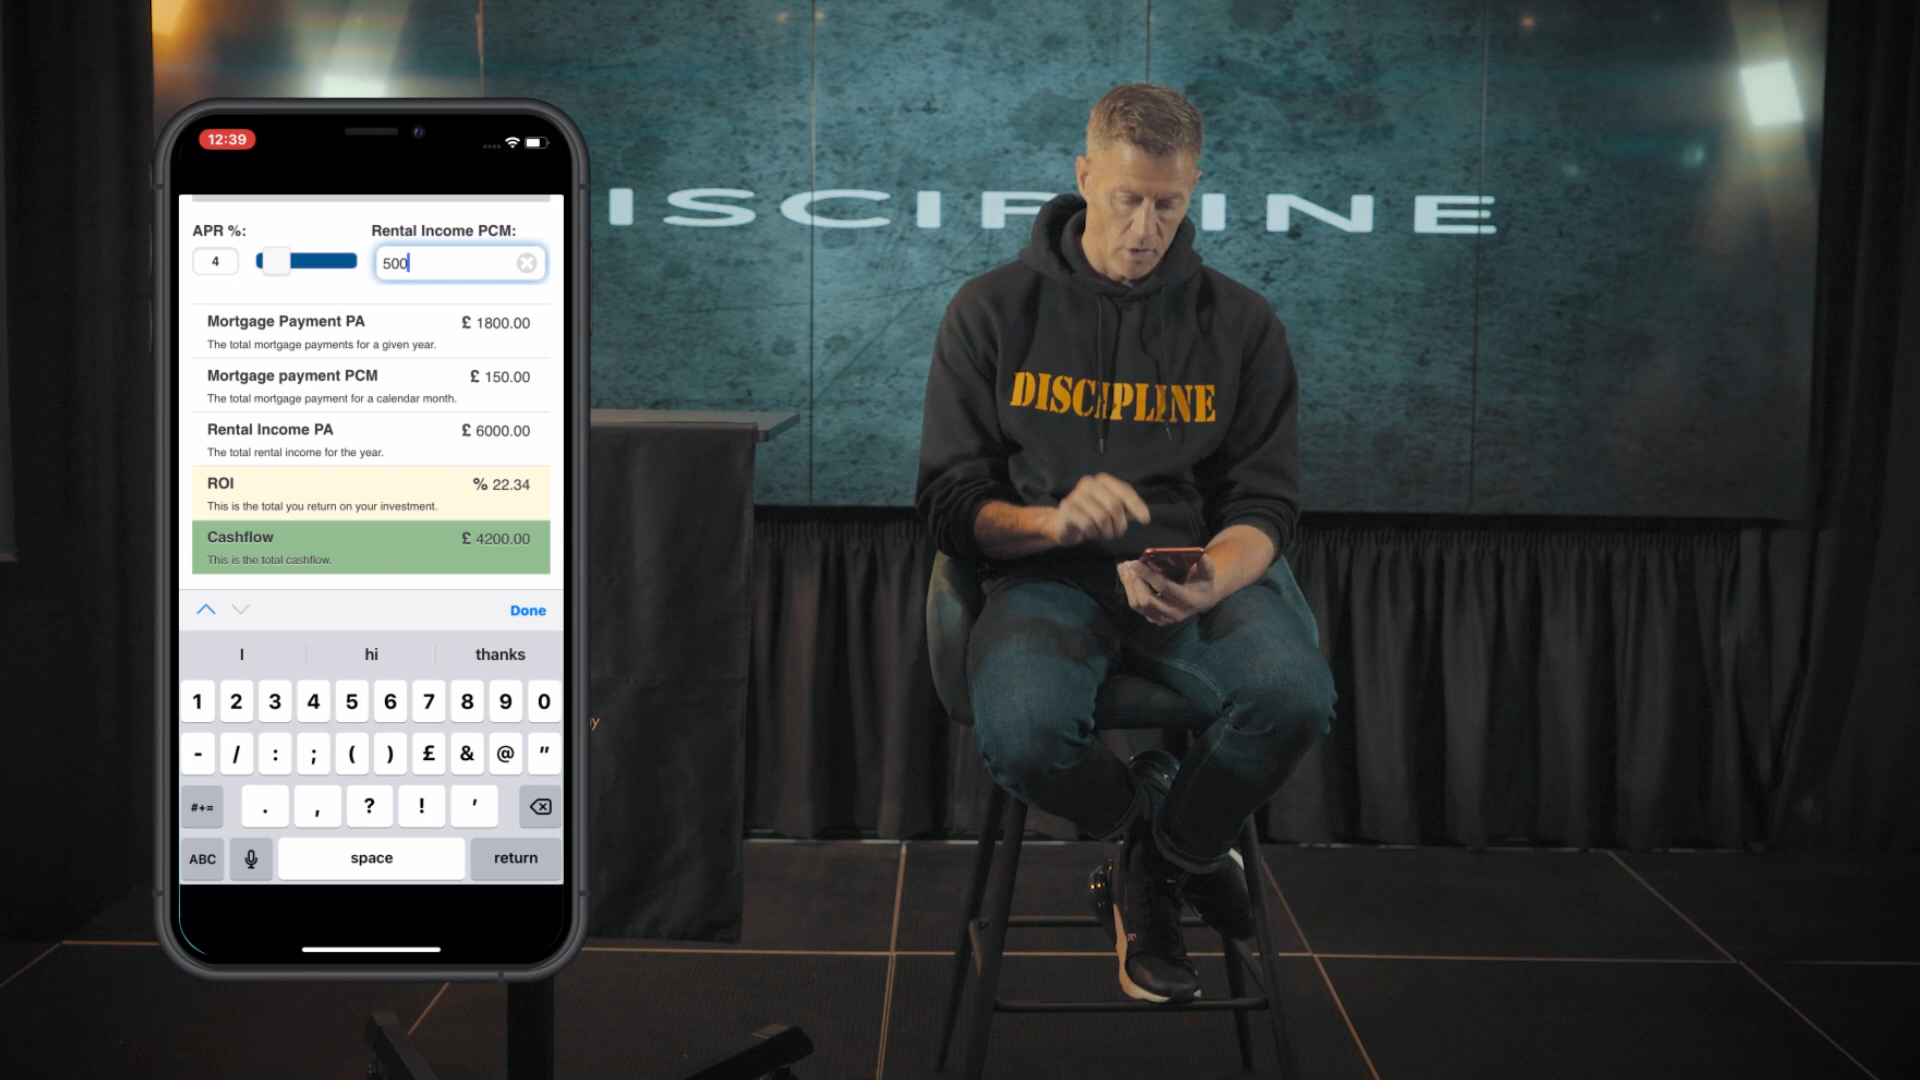 ISCIPLINE
12:39
APR %:
Rental Income PCM:
4
500
Mortgage Payment PA
£ 1800.00
The total mortgage payments for a given year.
Mortgage payment PCM
£ 150.00
The total mortgage payment for a calendar month.
Rental Income PA
£ 6000.00
The total rental income for the year.
ROI
% 22.34
This is the total you return on your investment.
Cashflow
£ 4200.00
This is the total cashflow.
Done
I hi thanks
1 2 3 4 5 6 7 8 9 0
- / : ; ( ) £ & @ "
#+= . , ? ! '
ABC space return
DISCIPLINE
y